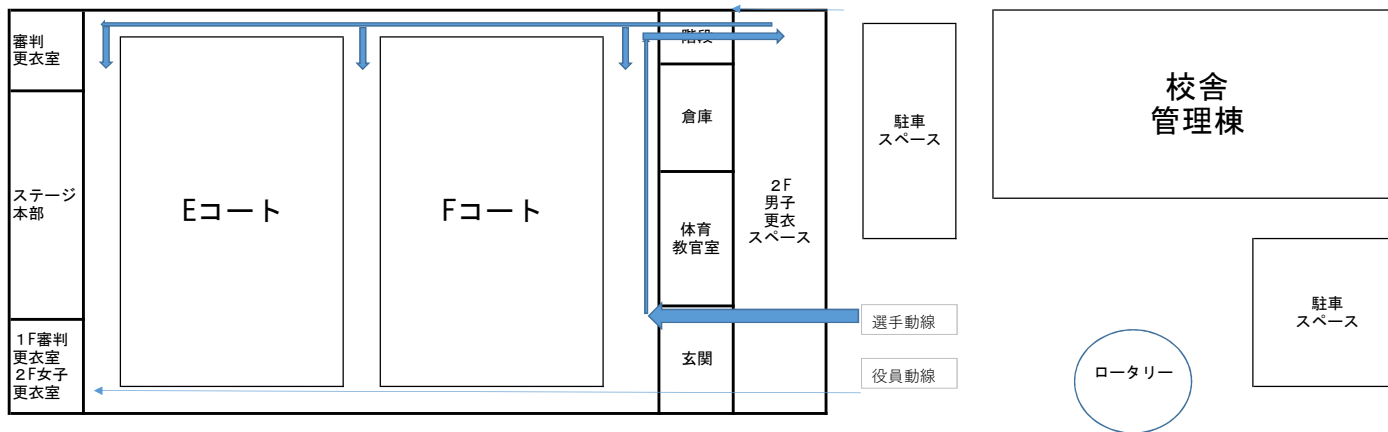 審判
更衣室
ステージ
本部
１F審判
更衣室
２F女子
更衣室
Eコート
Fコート
階段
倉庫
体育
教官室
玄関
２F
男子
更衣
スペース
駐車
スペース
選手動線
役員動線
校舎
管理棟
駐車
スペース
ロータリー